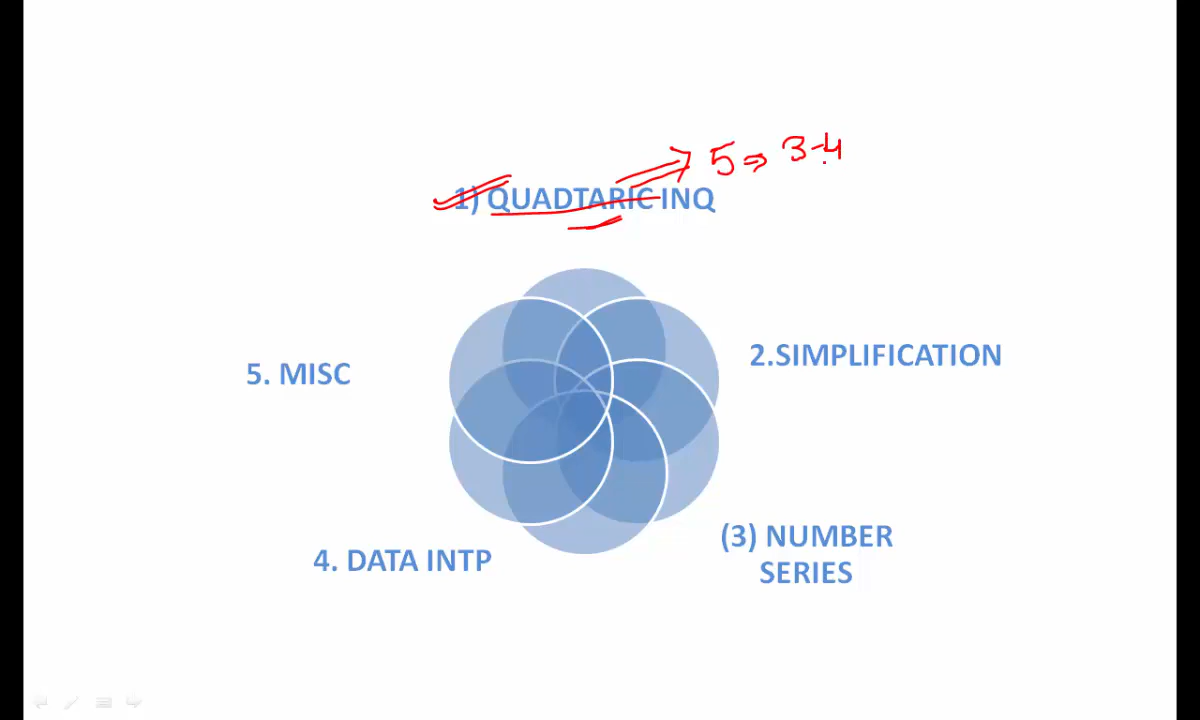 5 ⇒ 3-4
1) QUADTARIC INQ
2.SIMPLIFICATION
5. MISC
(3) NUMBER
SERIES
4. DATA INTP